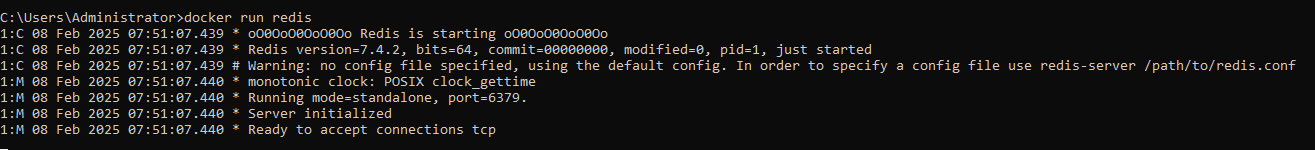 C:\Users\Administrator>docker run redis
1:C 08 Feb 2025 07:51:07.439 * oO0OoO0OoO0Oo Redis is starting oO0OoO0OoO0Oo
1:C 08 Feb 2025 07:51:07.439 * Redis version=7.4.2, bits=64, commit=00000000, modified=0, pid=1, just started
1:C 08 Feb 2025 07:51:07.439 # Warning: no config file specified, using the default config. In order to specify a config file use redis-server /path/to/redis.conf
1:M 08 Feb 2025 07:51:07.440 * monotonic clock: POSIX clock_gettime
1:M 08 Feb 2025 07:51:07.440 * Running mode=standalone, port=6379.
1:M 08 Feb 2025 07:51:07.440 * Server initialized
1:M 08 Feb 2025 07:51:07.440 * Ready to accept connections tcp